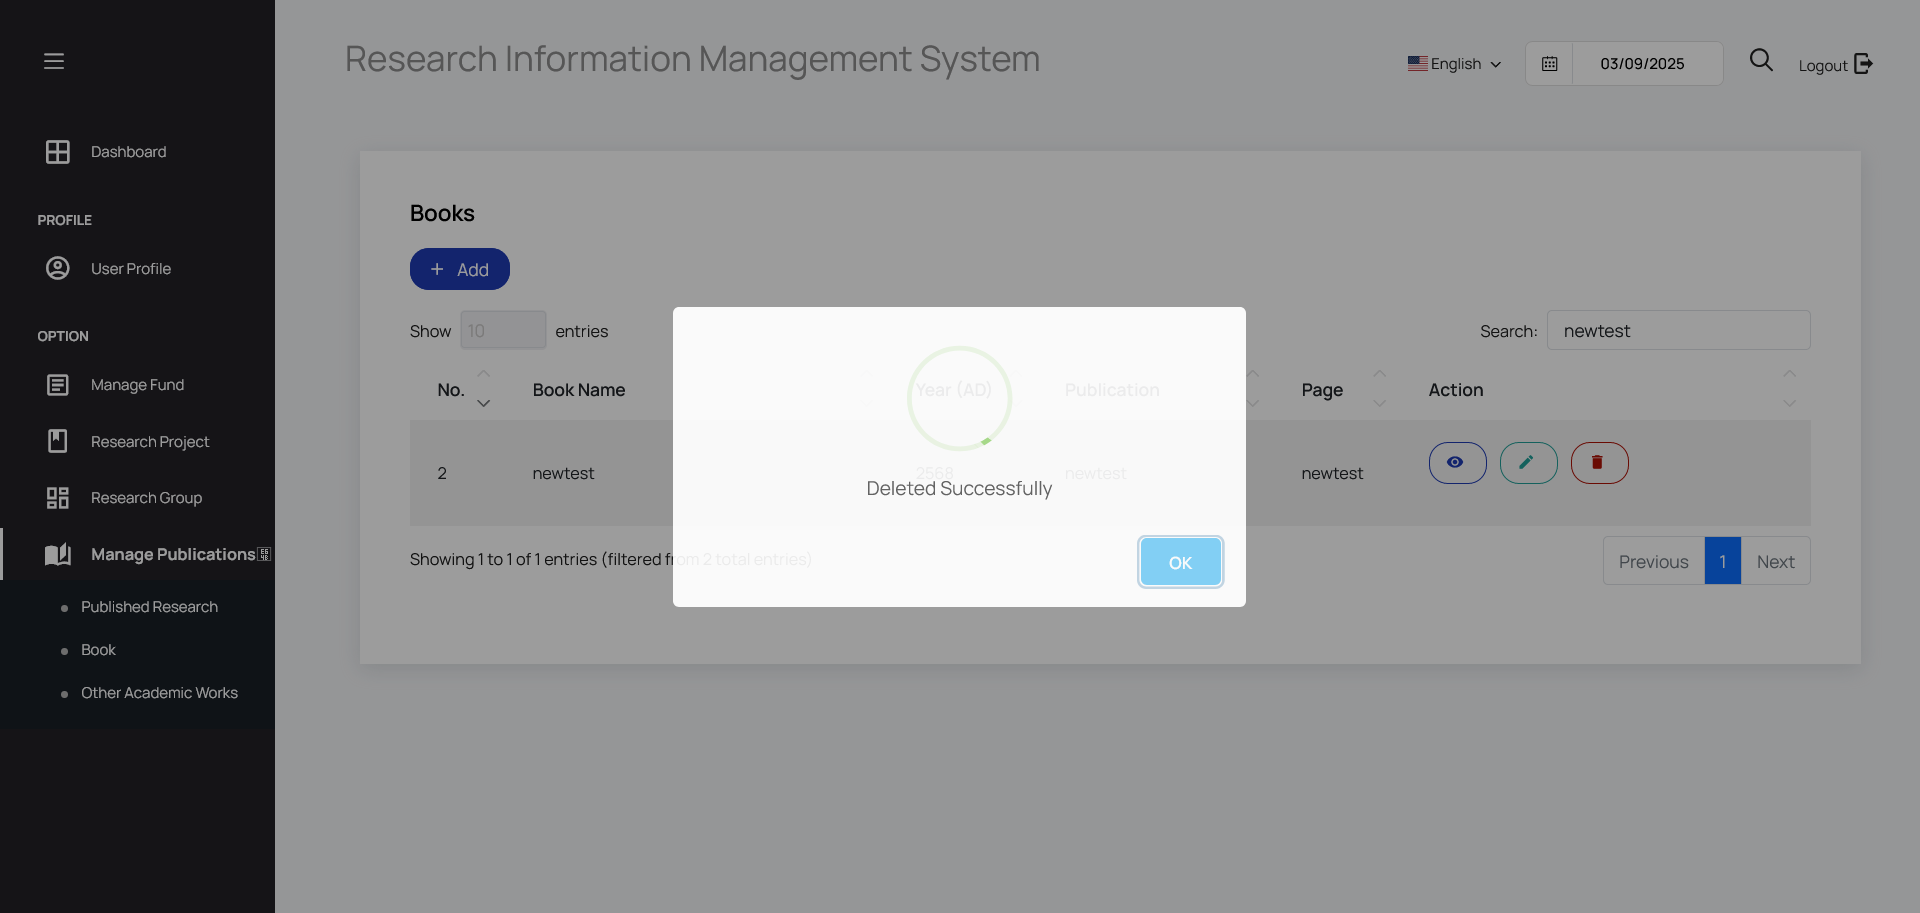 Research Information Management System
English
03/09/2025
Logout
Dashboard
PROFILE
User Profile
OPTION
Manage Fund
Research Project
Research Group
Manage Publications
Published Research
Book
Other Academic Works
Books
+ Add
Show 10 entries
Search: newtest
No. Book Name Year (AD) Publication Page Action
2 newtest 2568 newtest newtest
Deleted Successfully
OK
Showing 1 to 1 of 1 entries (filtered from 2 total entries)
Previous 1 Next